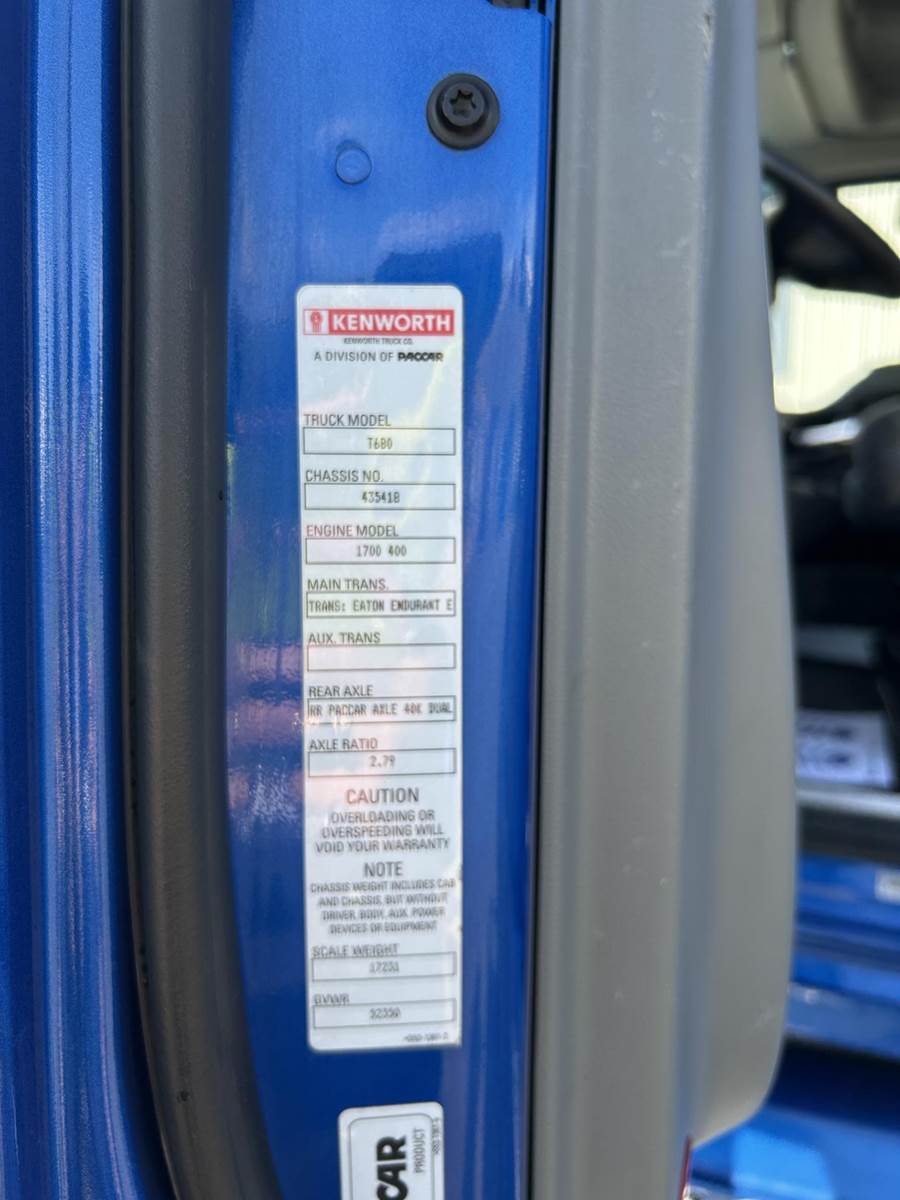 KENWORTH
KENWORTH TRUCK CO.
A DIVISION OF PACCAR
TRUCK MODEL
T680
CHASSIS NO.
435418
ENGINE MODEL
1700 400
MAIN TRANS.
TRANS: EATON ENDURANT E
AUX. TRANS
REAR AXLE
RR PACCAR AXLE 40K DUAL
AXLE RATIO
2.79
CAUTION
OVERLOADING OR
OVERSPEEDING WILL
VOID YOUR WARRANTY
NOTE
CHASSIS WEIGHT INCLUDES CAB
AND CHASSIS, BUT WITHOUT
DRIVER, BODY, AUX. POWER
DEVICES OR EQUIPMENT
SCALE WEIGHT
GVWR
52350
CAR
PRODUCT